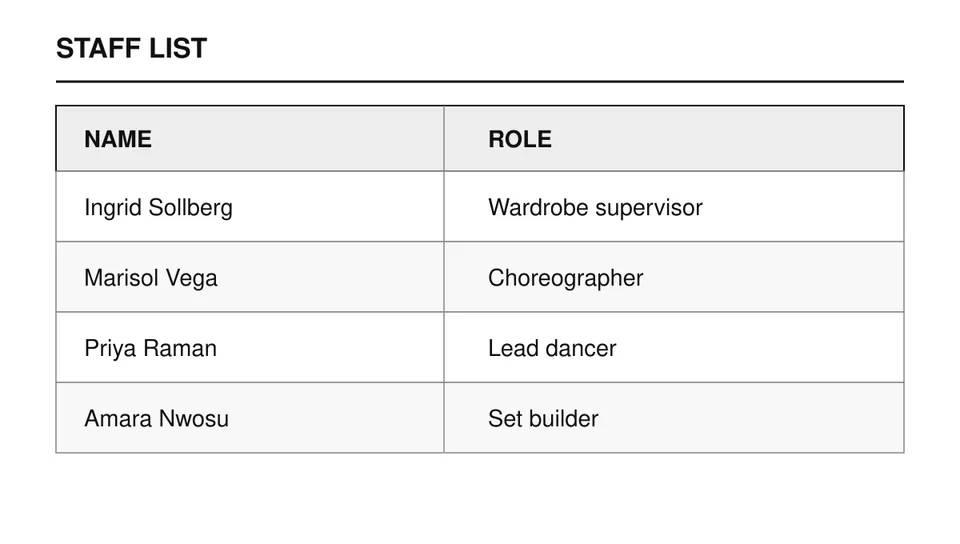 STAFF LIST
NAME ROLE
Ingrid Sollberg Wardrobe supervisor
Marisol Vega Choreographer
Priya Raman Lead dancer
Amara Nwosu Set builder